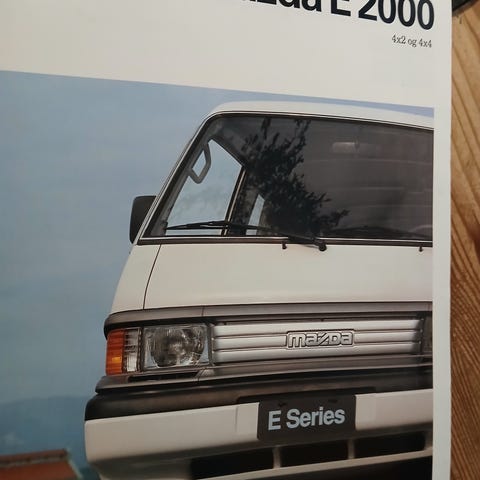 E 2000
4x2 og 4x4
mazda
E Series